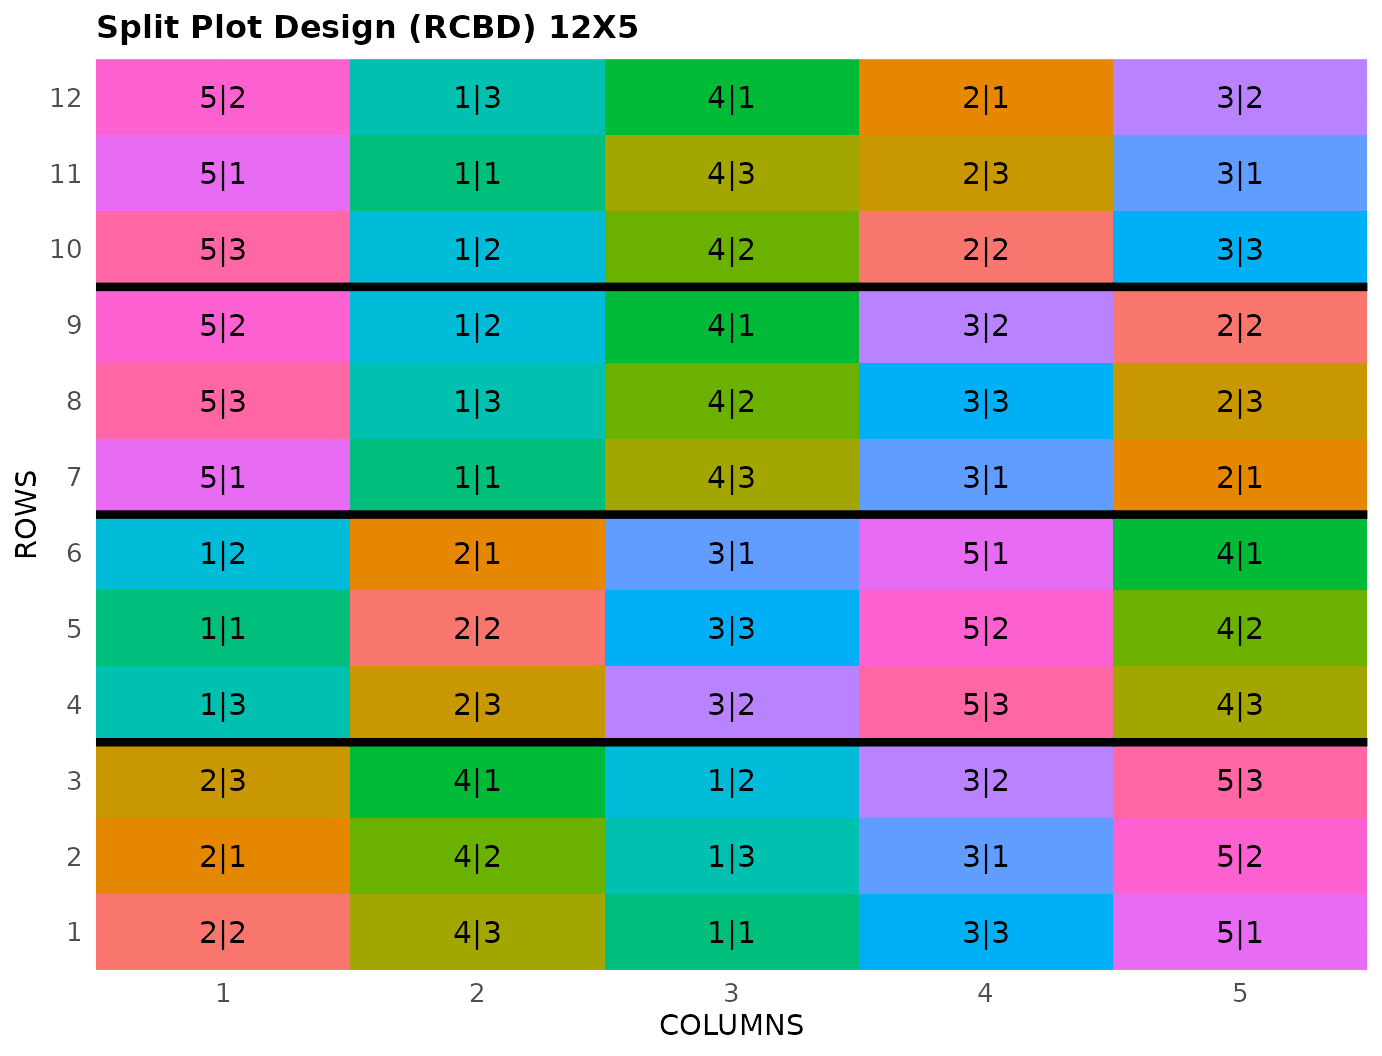 Split Plot Design (RCBD) 12X5
12 5|2 1|3 4|1 2|1 3|2
11 5|1 1|1 4|3 2|3 3|1
10 5|3 1|2 4|2 2|2 3|3
9 5|2 1|2 4|1 3|2 2|2
8 5|3 1|3 4|2 3|3 2|3
7 5|1 1|1 4|3 3|1 2|1
ROWS
6 1|2 2|1 3|1 5|1 4|1
5 1|1 2|2 3|3 5|2 4|2
4 1|3 2|3 3|2 5|3 4|3
3 2|3 4|1 1|2 3|2 5|3
2 2|1 4|2 1|3 3|1 5|2
1 2|2 4|3 1|1 3|3 5|1
1 2 3 4 5
COLUMNS